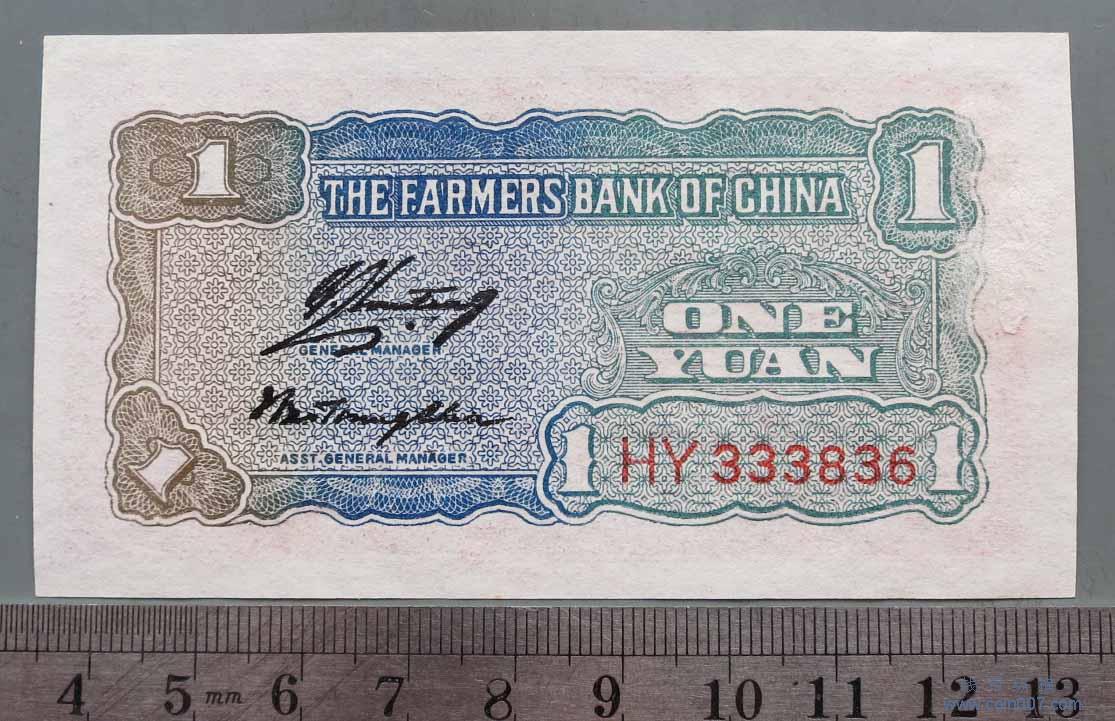 1
1
THE FARMERS BANK OF CHINA
ONE
YUAN
GENERAL MANAGER
ASST. GENERAL MANAGER
1
1 HY 333836 1
4 5 mm 6 7 8 9 10 11 12 13